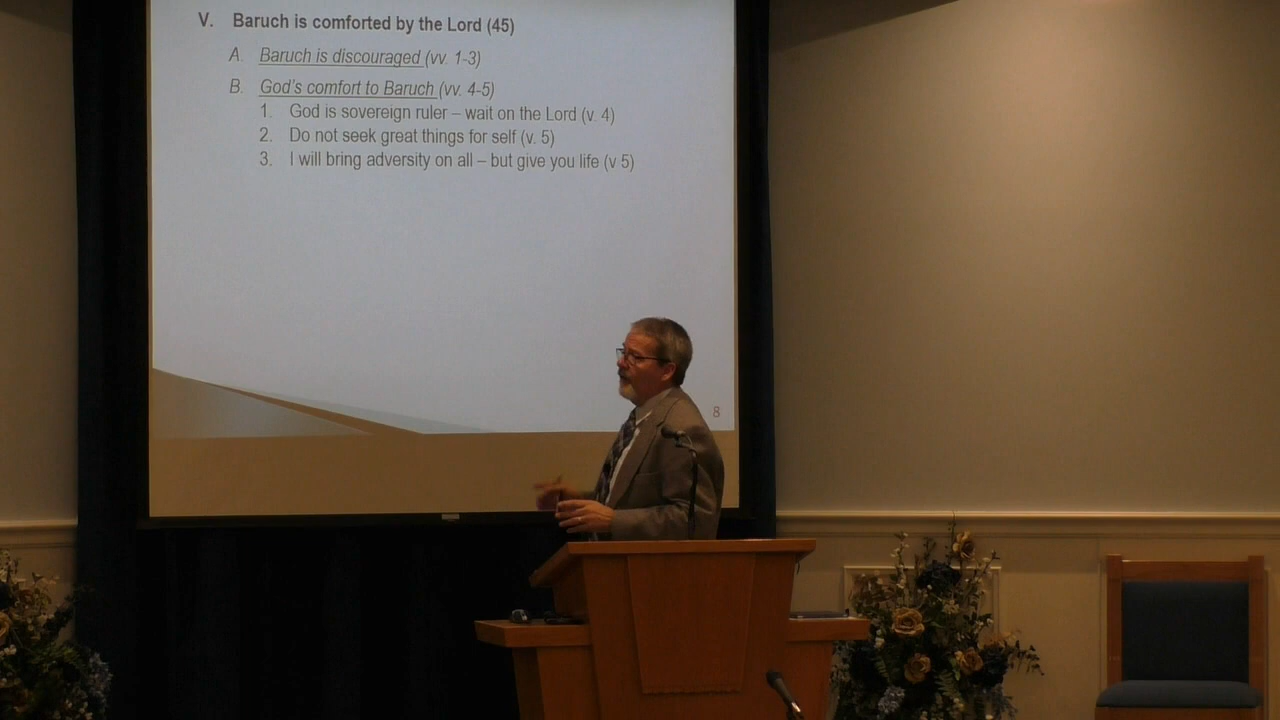 V. Baruch is comforted by the Lord (45)
A. Baruch is discouraged (vv. 1-3)
B. God's comfort to Baruch (vv. 4-5)
1. God is sovereign ruler – wait on the Lord (v. 4)
2. Do not seek great things for self (v. 5)
3. I will bring adversity on all – but give you life (v 5)
8